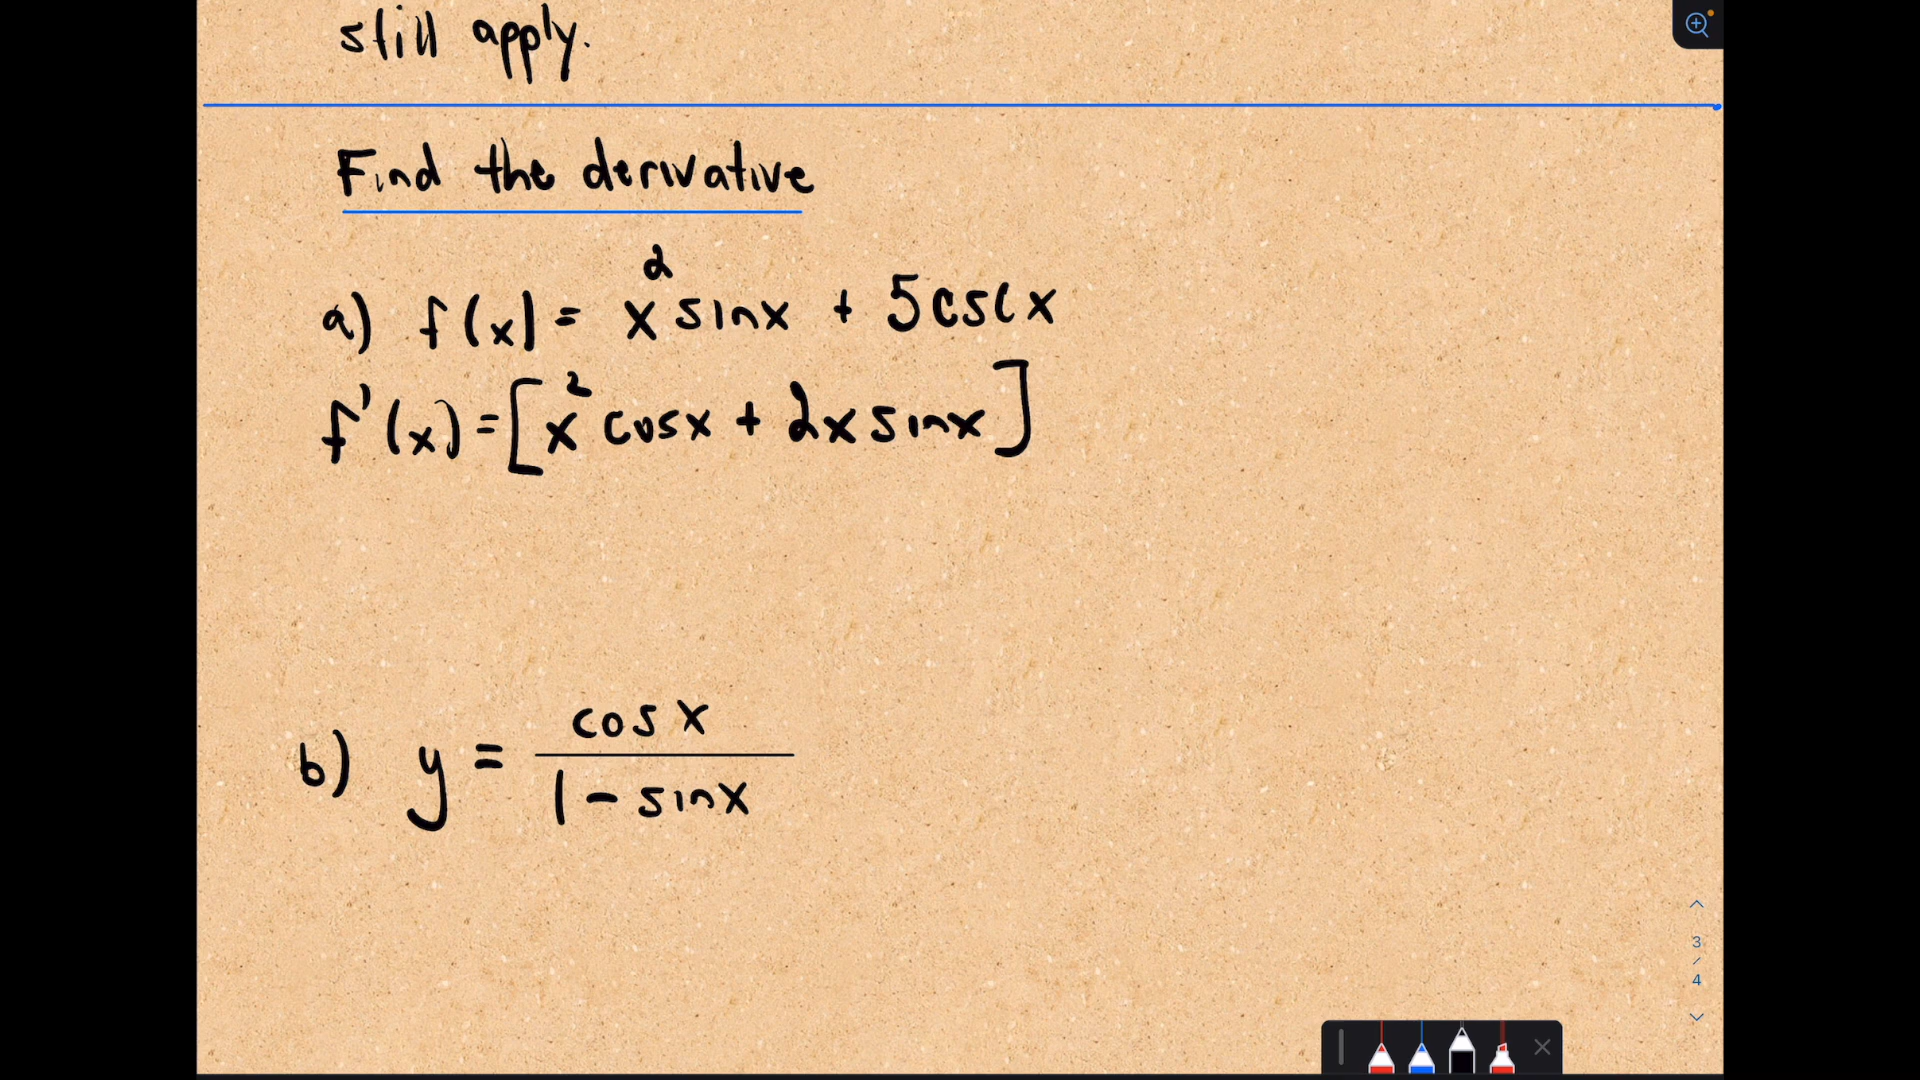 still apply.
Find the derivative
a) f(x) = x² sinx + 5cscx
f'(x) = [x² cosx + 2x sinx]
b) y = cos x / 1 - sinx
3
/
4